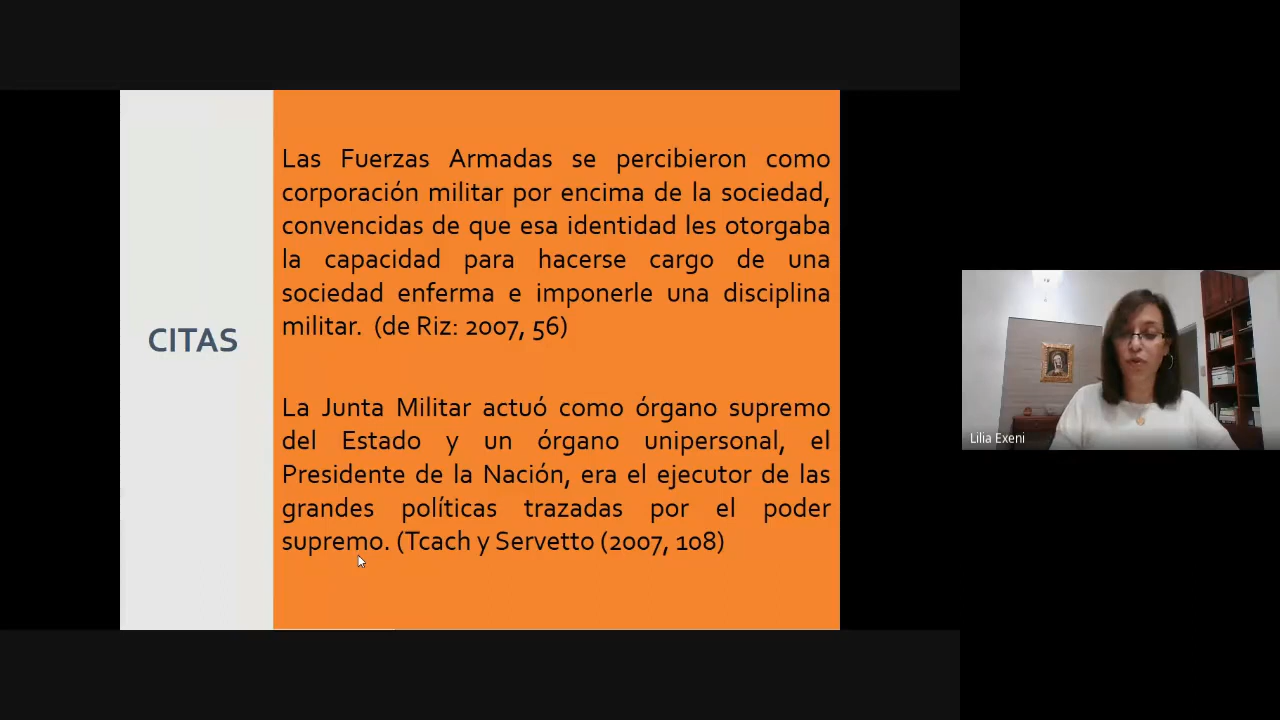 CITAS
Las Fuerzas Armadas se percibieron como
corporación militar por encima de la sociedad,
convencidas de que esa identidad les otorgaba
la capacidad para hacerse cargo de una
sociedad enferma e imponerle una disciplina
militar. (de Riz: 2007, 56)
La Junta Militar actuó como órgano supremo
del Estado y un órgano unipersonal, el
Presidente de la Nación, era el ejecutor de las
grandes políticas trazadas por el poder
supremo. (Tcach y Servetto (2007, 108)
Lilia Exeni